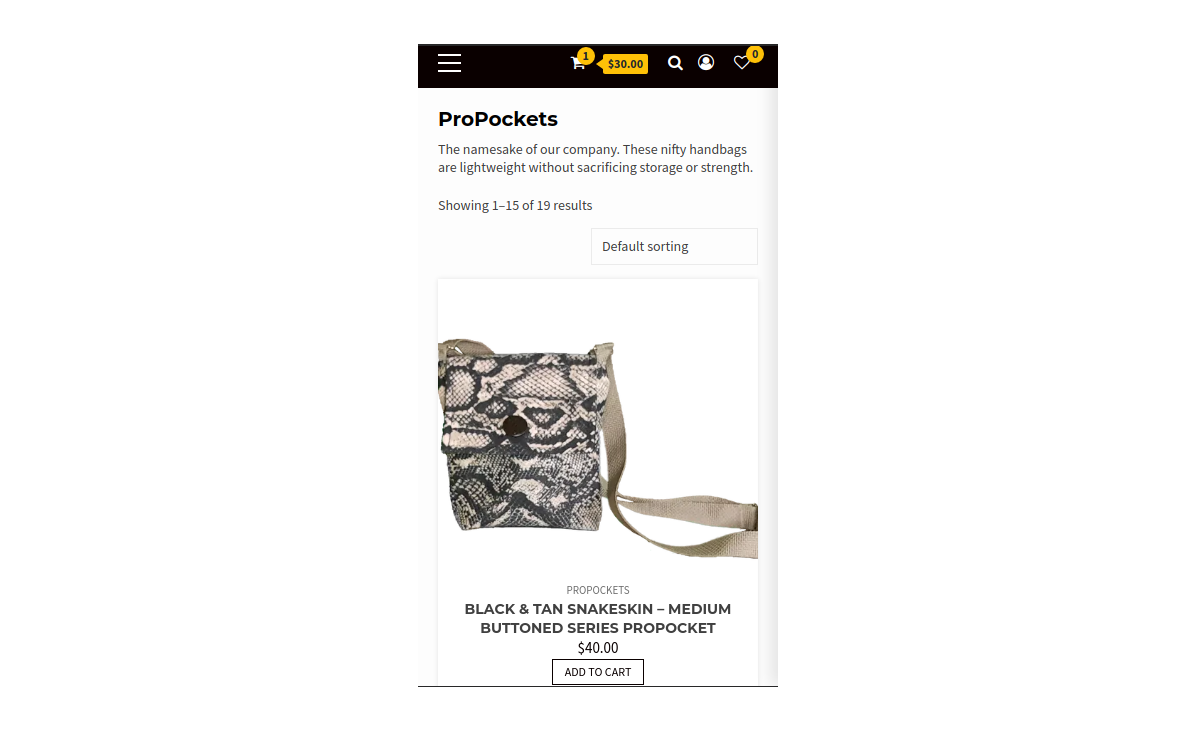 1
$30.00
0
ProPockets
The namesake of our company. These nifty handbags
are lightweight without sacrificing storage or strength.
Showing 1–15 of 19 results
Default sorting
PROPOCKETS
BLACK & TAN SNAKESKIN – MEDIUM
BUTTONED SERIES PROPOCKET
$40.00
ADD TO CART